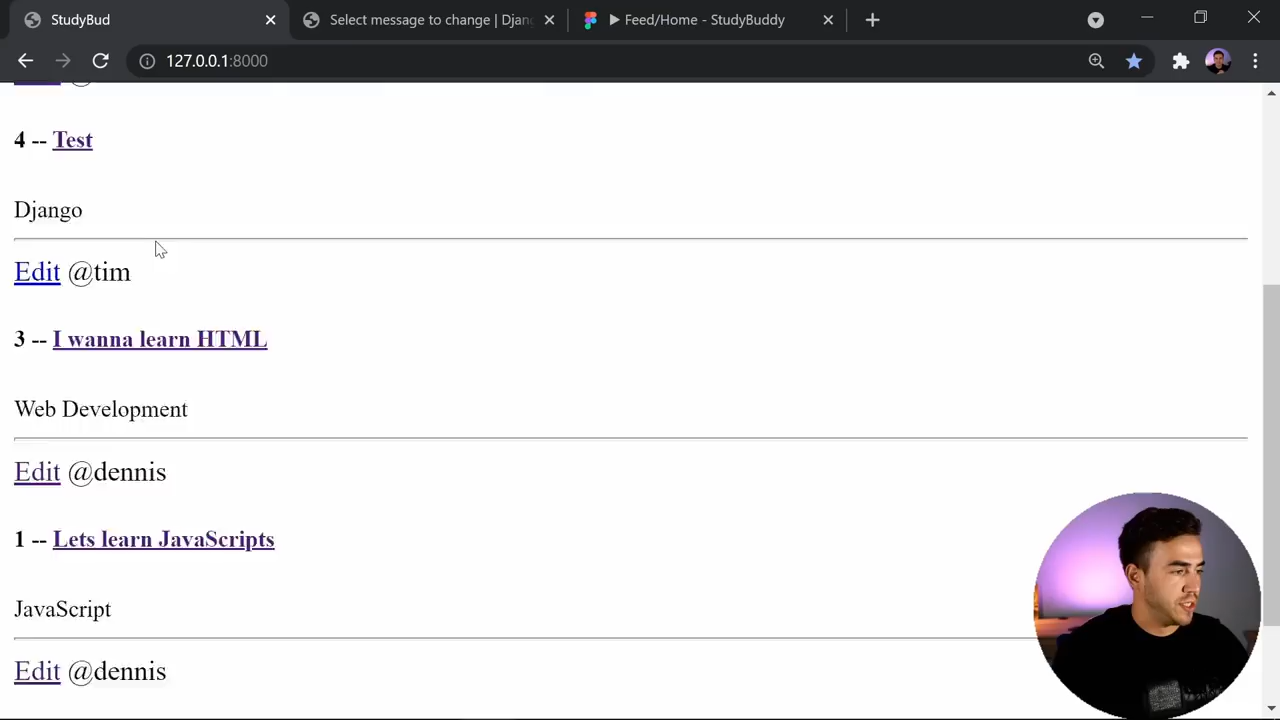 StudyBud
Select message to change | Djang
Feed/Home - StudyBuddy
127.0.0.1:8000
4 -- Test
Django
Edit @tim
3 -- I wanna learn HTML
Web Development
Edit @dennis
1 -- Lets learn JavaScripts
JavaScript
Edit @dennis